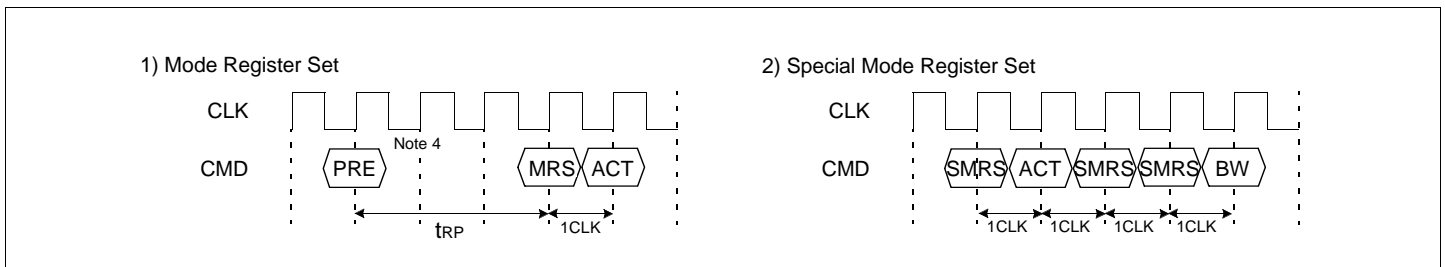 1) Mode Register Set
CLK
Note 4
CMD PRE MRS ACT
tRP 1CLK
2) Special Mode Register Set
CLK
CMD SMRS ACT SMRS SMRS BW
1CLK 1CLK 1CLK 1CLK